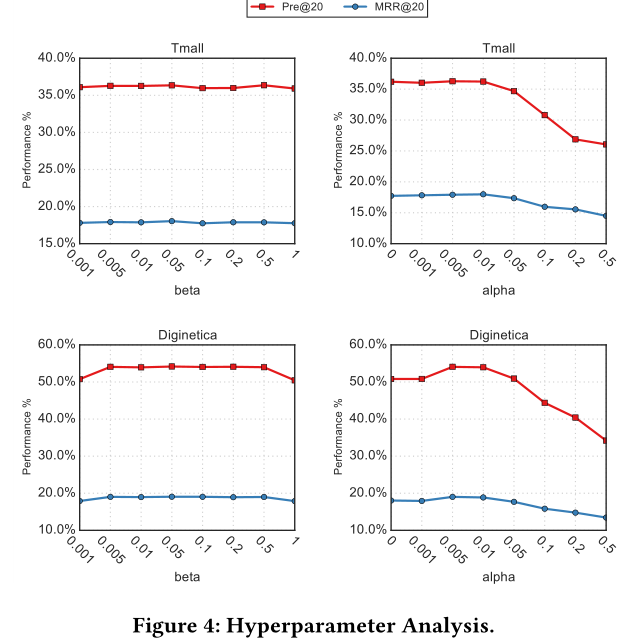 Pre@20 MRR@20
Tmall
40.0%
35.0%
30.0%
25.0%
20.0%
15.0%
Performance %
0.001 0.005 0.01 0.05 0.1 0.2 0.5 1
beta
Tmall
40.0%
35.0%
30.0%
25.0%
20.0%
15.0%
10.0%
Performance %
0 0.001 0.005 0.01 0.05 0.1 0.2 0.5
alpha
Diginetica
60.0%
50.0%
40.0%
30.0%
20.0%
10.0%
Performance %
0.001 0.005 0.01 0.05 0.1 0.2 0.5 1
beta
Diginetica
60.0%
50.0%
40.0%
30.0%
20.0%
10.0%
Performance %
0 0.001 0.005 0.01 0.05 0.1 0.2 0.5
alpha
Figure 4: Hyperparameter Analysis.